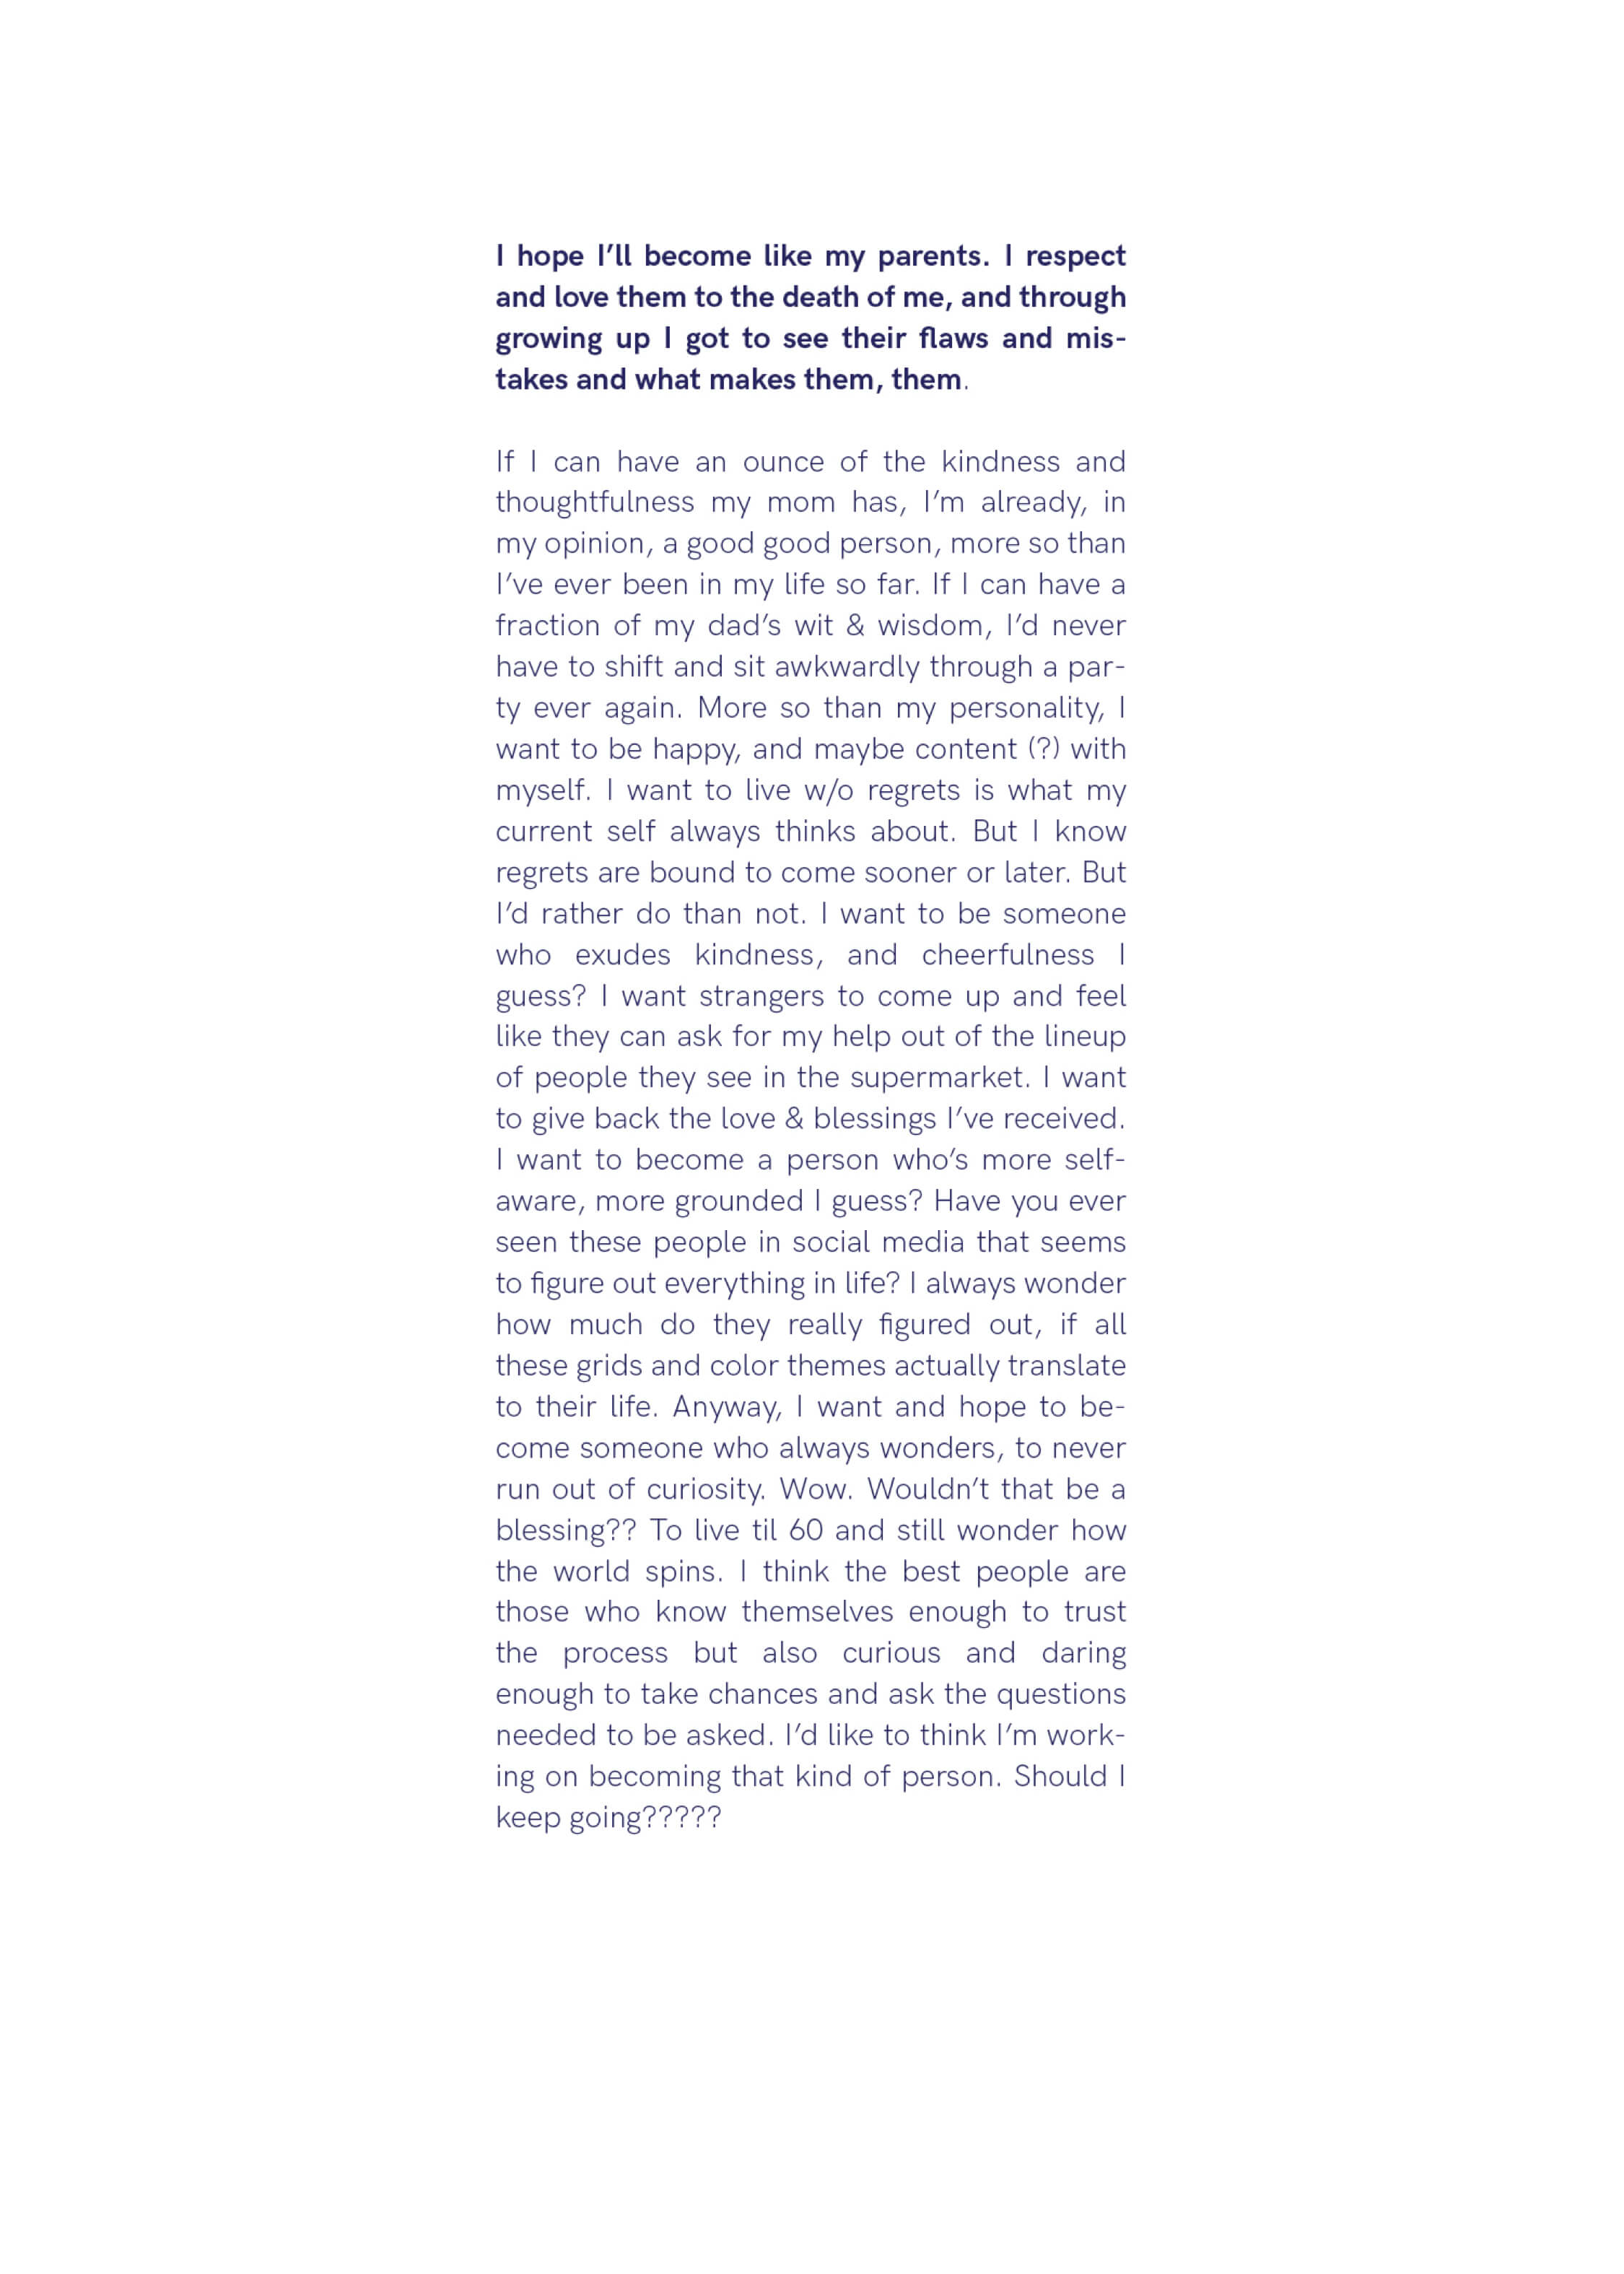 I hope I’ll become like my parents. I respect
and love them to the death of me, and through
growing up I got to see their flaws and mis-
takes and what makes them, them.
If I can have an ounce of the kindness and
thoughtfulness my mom has, I’m already, in
my opinion, a good good person, more so than
I’ve ever been in my life so far. If I can have a
fraction of my dad’s wit & wisdom, I’d never
have to shift and sit awkwardly through a par-
ty ever again. More so than my personality, I
want to be happy, and maybe content (?) with
myself. I want to live w/o regrets is what my
current self always thinks about. But I know
regrets are bound to come sooner or later. But
I’d rather do than not. I want to be someone
who exudes kindness, and cheerfulness I
guess? I want strangers to come up and feel
like they can ask for my help out of the lineup
of people they see in the supermarket. I want
to give back the love & blessings I’ve received.
I want to become a person who’s more self-
aware, more grounded I guess? Have you ever
seen these people in social media that seems
to figure out everything in life? I always wonder
how much do they really figured out, if all
these grids and color themes actually translate
to their life. Anyway, I want and hope to be-
come someone who always wonders, to never
run out of curiosity. Wow. Wouldn’t that be a
blessing?? To live til 60 and still wonder how
the world spins. I think the best people are
those who know themselves enough to trust
the process but also curious and daring
enough to take chances and ask the questions
needed to be asked. I’d like to think I’m work-
ing on becoming that kind of person. Should I
keep going?????